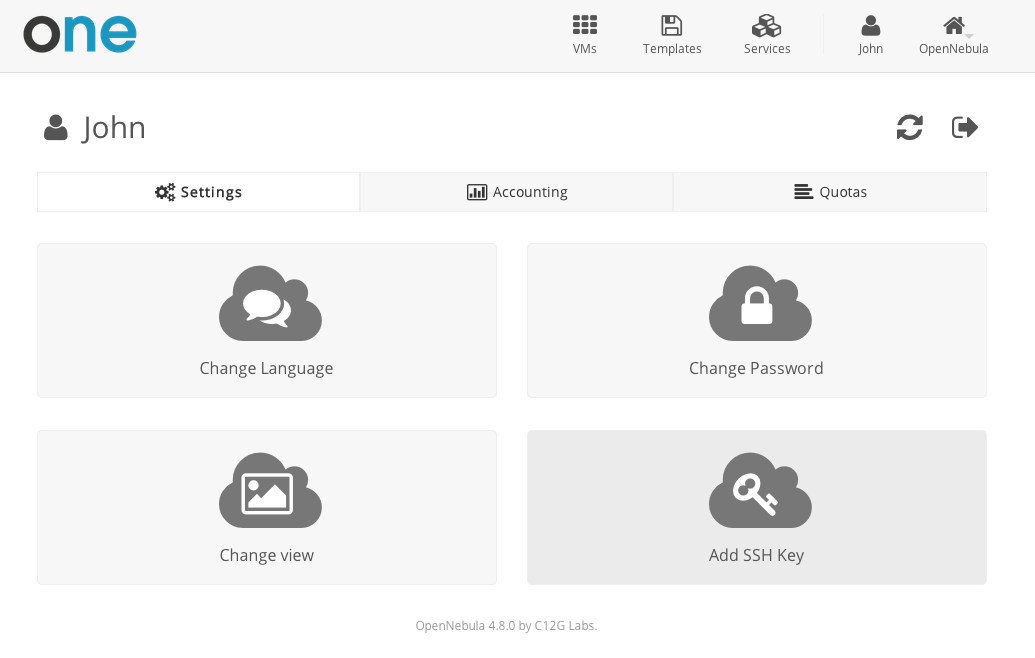 one
VMs
Templates
Services
John
OpenNebula
John
Settings
Accounting
Quotas
Change Language
Change Password
Change view
Add SSH Key
OpenNebula 4.8.0 by C12G Labs.